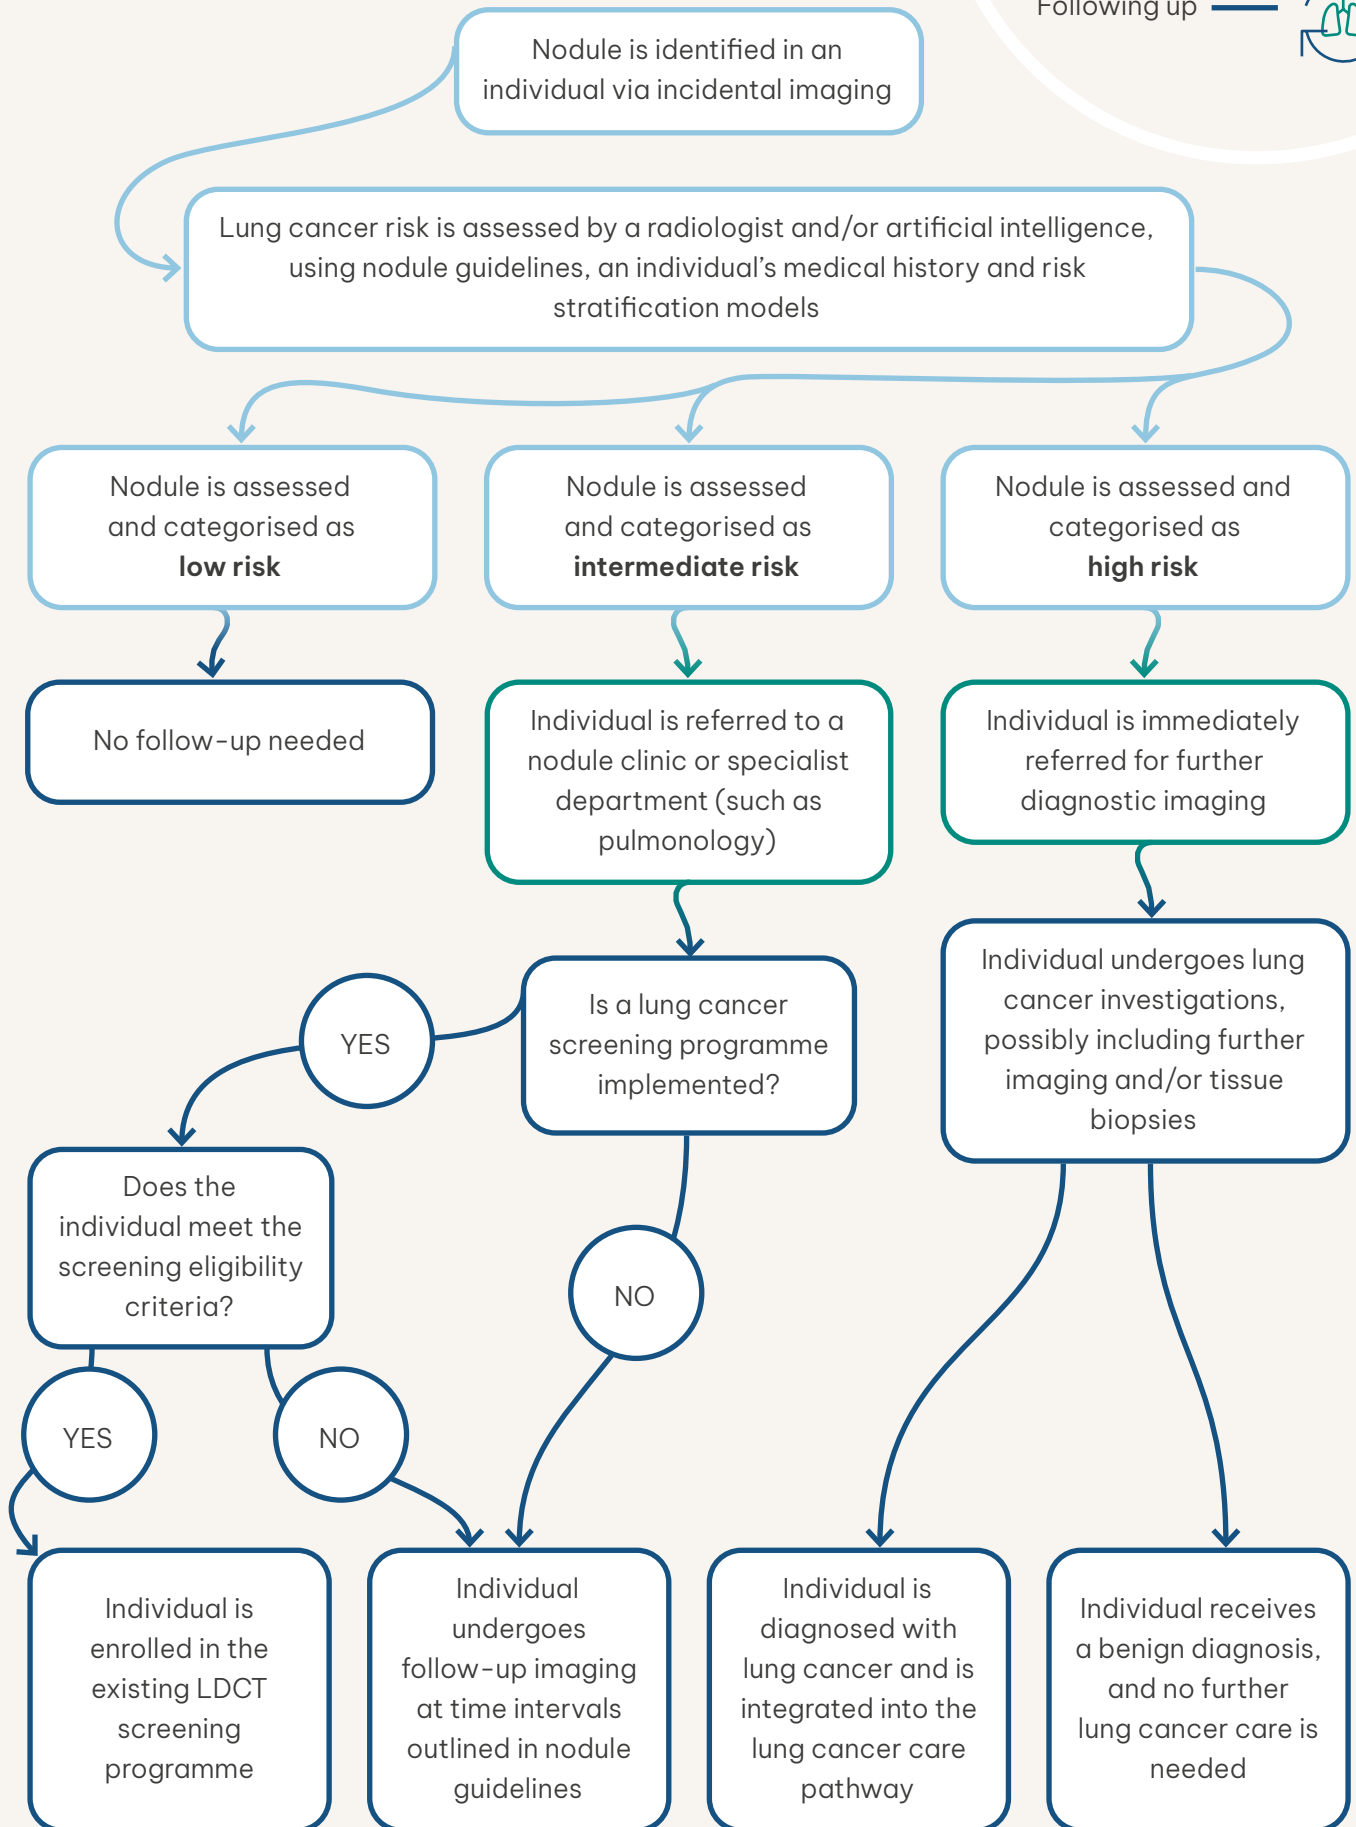 Following up
Nodule is identified in an
individual via incidental imaging
Lung cancer risk is assessed by a radiologist and/or artificial intelligence,
using nodule guidelines, an individual's medical history and risk
stratification models
Nodule is assessed
and categorised as
low risk
Nodule is assessed
and categorised as
intermediate risk
Nodule is assessed and
categorised as
high risk
No follow-up needed
Individual is referred to a
nodule clinic or specialist
department (such as
pulmonology)
Individual is immediately
referred for further
diagnostic imaging
Individual undergoes lung
cancer investigations,
possibly including further
imaging and/or tissue
biopsies
Is a lung cancer
screening programme
implemented?
YES
Does the
individual meet the
screening eligibility
criteria?
NO
YES
NO
Individual is
enrolled in the
existing LDCT
screening
programme
Individual
undergoes
follow-up imaging
at time intervals
outlined in nodule
guidelines
Individual is
diagnosed with
lung cancer and is
integrated into the
lung cancer care
pathway
Individual receives
a benign diagnosis,
and no further
lung cancer care is
needed